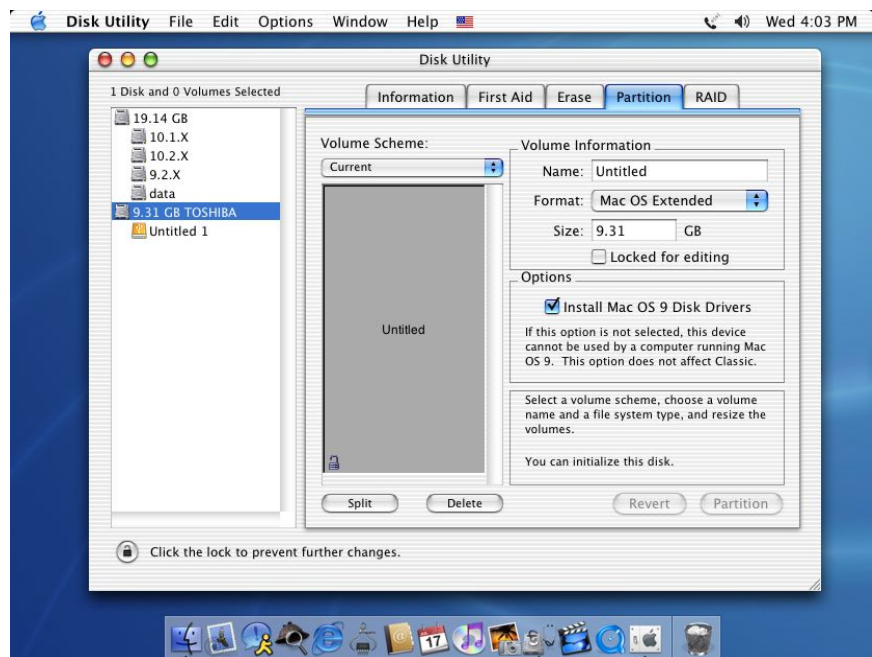 Disk Utility File Edit Options Window Help Wed 4:03 PM
Disk Utility
1 Disk and 0 Volumes Selected
Information First Aid Erase Partition RAID
19.14 GB
10.1.X
10.2.X
9.2.X
data
9.31 GB TOSHIBA
Untitled 1
Volume Scheme:
Current
Untitled
Split Delete
Volume Information
Name: Untitled
Format: Mac OS Extended
Size: 9.31 GB
Locked for editing
Options
Install Mac OS 9 Disk Drivers
If this option is not selected, this device
cannot be used by a computer running Mac
OS 9. This option does not affect Classic.
Select a volume scheme, choose a volume
name and a file system type, and resize the
volumes.
You can initialize this disk.
Revert Partition
Click the lock to prevent further changes.
17